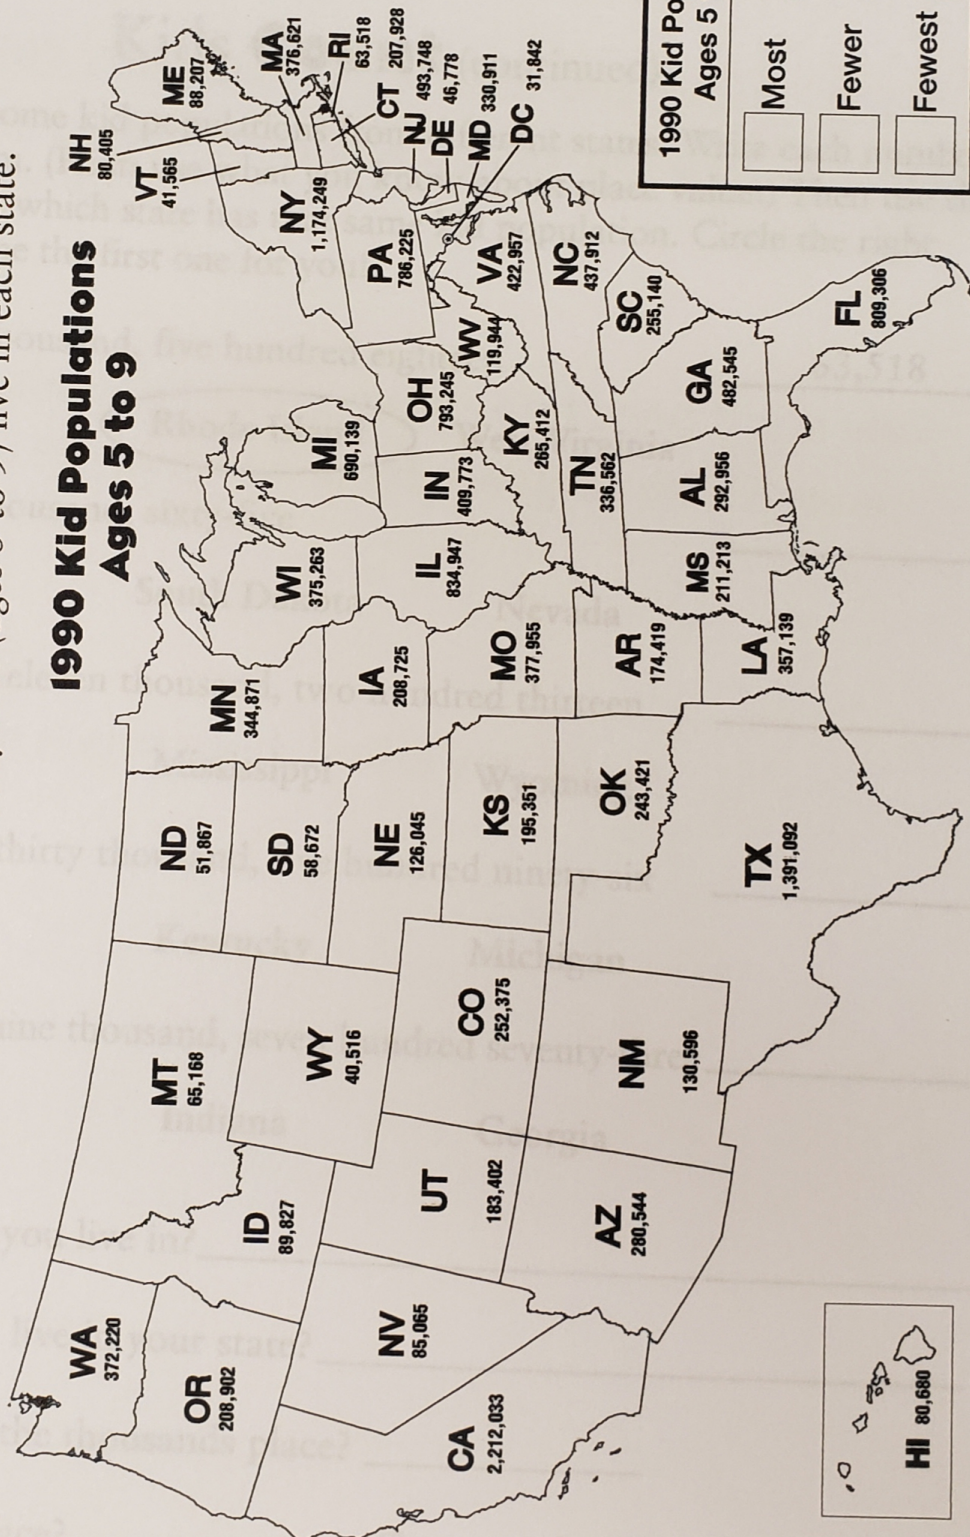 live in each state.
1990 Kid Populations
Ages 5 to 9
WA
372,220
OR
208,902
CA
2,212,033
NV
85,065
ID
89,827
MT
65,168
WY
40,516
UT
183,402
AZ
280,544
CO
252,375
NM
130,596
ND
51,867
SD
58,672
NE
126,045
KS
195,351
OK
243,421
TX
1,391,092
MN
344,871
IA
208,725
MO
377,955
AR
174,419
LA
357,139
WI
375,263
IL
834,947
MS
211,213
MI
690,139
IN
409,773
KY
265,412
TN
336,562
AL
292,956
OH
793,245
WV
119,944
GA
482,545
FL
809,306
SC
255,140
NC
437,912
VA
422,957
PA
786,225
NY
1,174,249
VT
41,565
NH
80,405
ME
88,207
MA
376,621
RI
63,518
CT 207,928
NJ 493,748
DE 46,778
MD 330,911
DC 31,842
HI 80,680
1990 Kid Po
Ages 5
Most
Fewer
Fewest